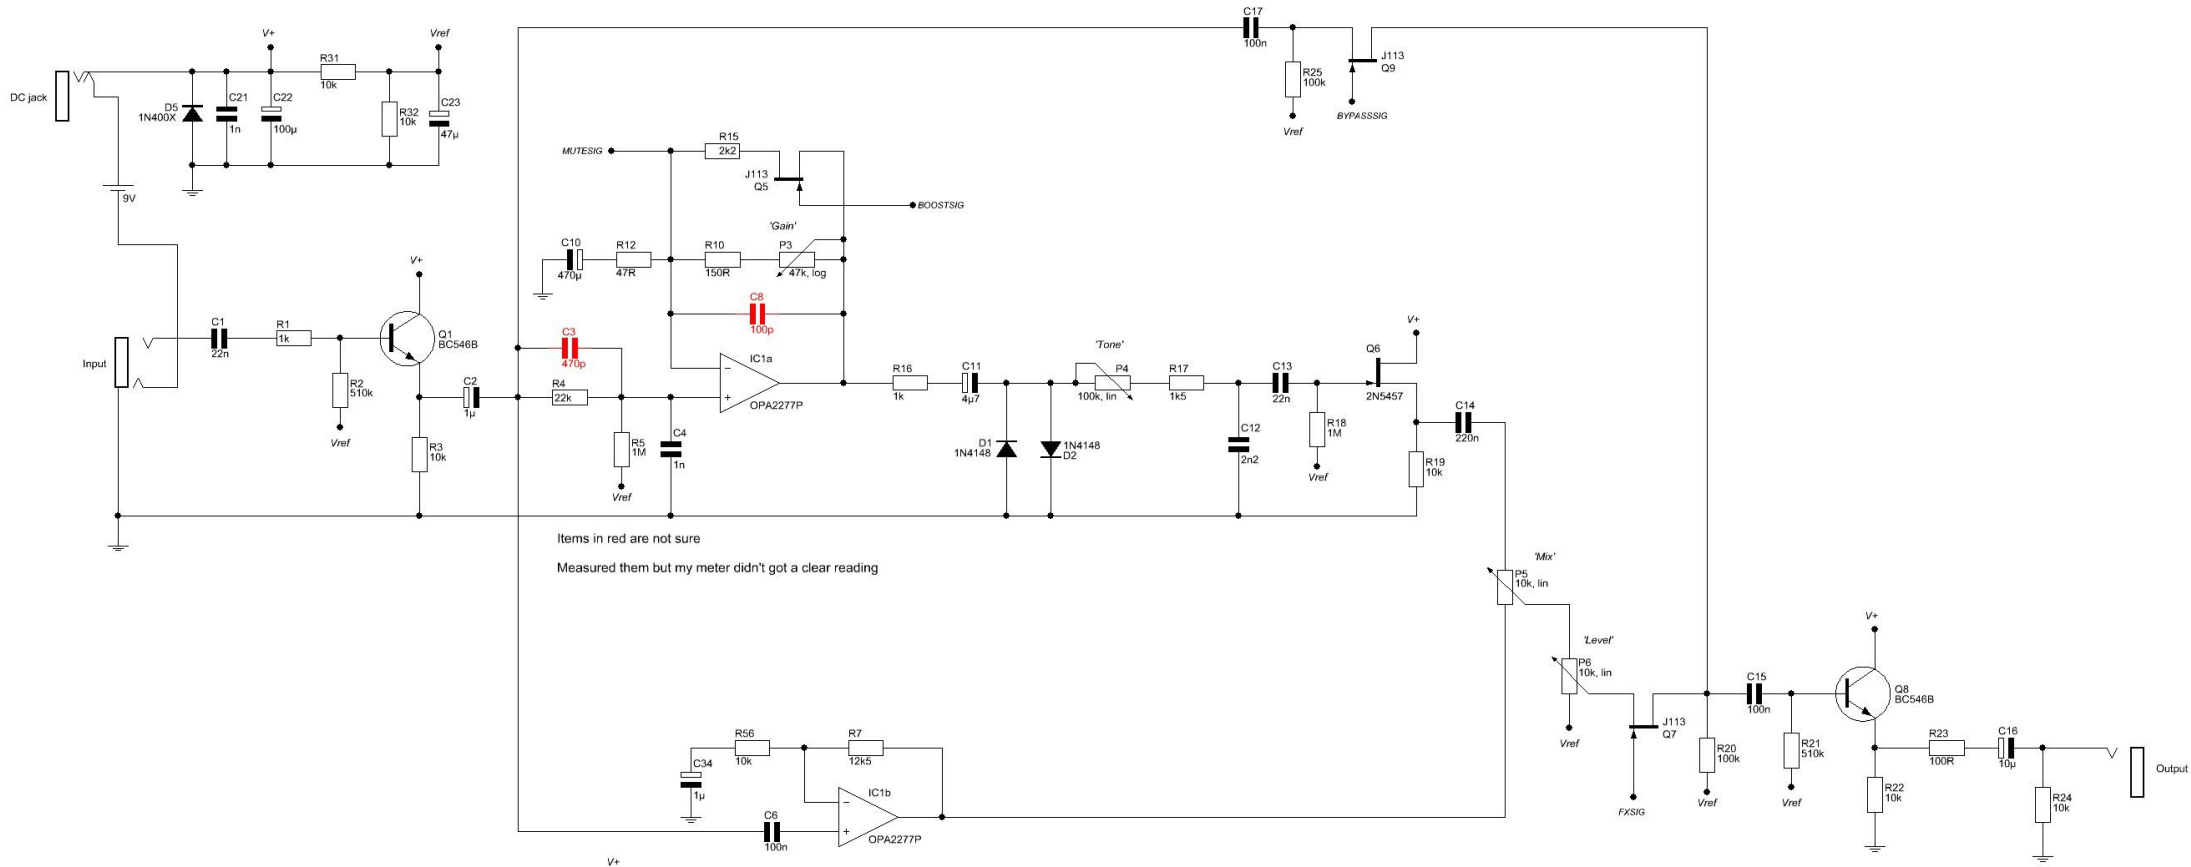 C17
100n
R25
100k
Vref
J113
Q9
BYPASSSIG
V+
Vref
R31
10k
DC jack
D5
1N400X
C21
1n
C22
100µ
R32
10k
C23
47µ
9V
MUTESIG
R15
2k2
J113
Q5
BOOSTSIG
'Gain'
C10
470µ
R12
47R
R10
150R
P3
47k, log
C8
100p
V+
Input
C1
22n
R1
1k
Q1
BC546B
R2
510k
Vref
C2
1µ
R3
10k
C3
470p
R4
22k
R5
1M
Vref
C4
1n
IC1a
−
+
OPA2277P
R16
1k
C11
4µ7
D1
1N4148
1N4148
D2
'Tone'
P4
100k, lin
R17
1k5
C12
2n2
C13
22n
R18
1M
Vref
V+
Q6
2N5457
C14
220n
R19
10k
Items in red are not sure
Measured them but my meter didn't got a clear reading
'Mix'
P5
10k, lin
'Level'
P6
10k, lin
Vref
J113
Q7
FXSIG
R20
100k
Vref
C15
100n
R21
510k
Vref
V+
Q8
BC546B
R23
100R
C16
10µ
R22
10k
R24
10k
Output
R56
10k
R7
12k5
C34
1µ
IC1b
−
+
OPA2277P
C6
100n
V+